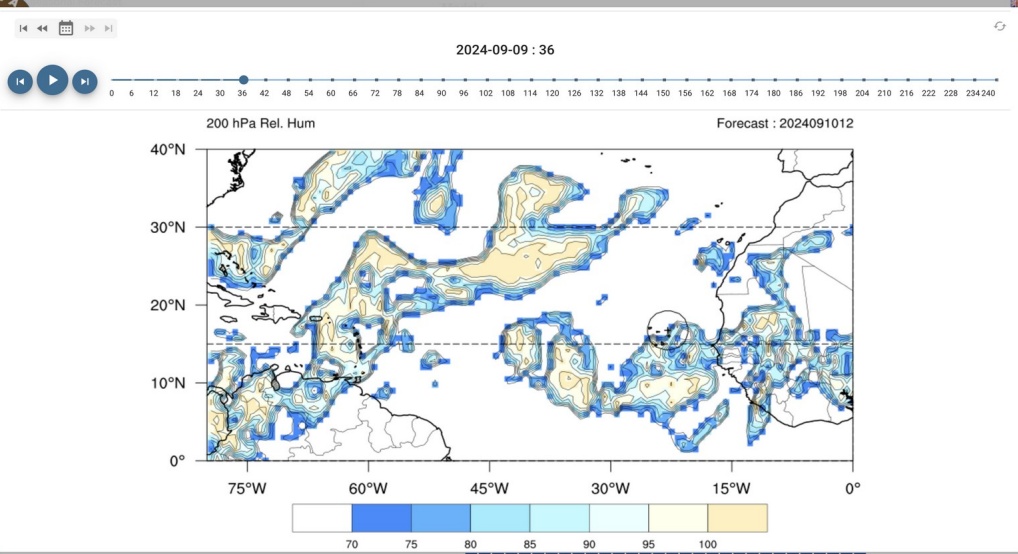 2024-09-09 : 36
0 6 12 18 24 30 36 42 48 54 60 66 72 78 84 90 96 102 108 114 120 126 132 138 144 150 156 162 168 174 180 186 192 198 204 210 216 222 228 234 240
200 hPa Rel. Hum Forecast : 2024091012
40°N
30°N
20°N
10°N
0°
75°W 60°W 45°W 30°W 15°W 0°
70 75 80 85 90 95 100